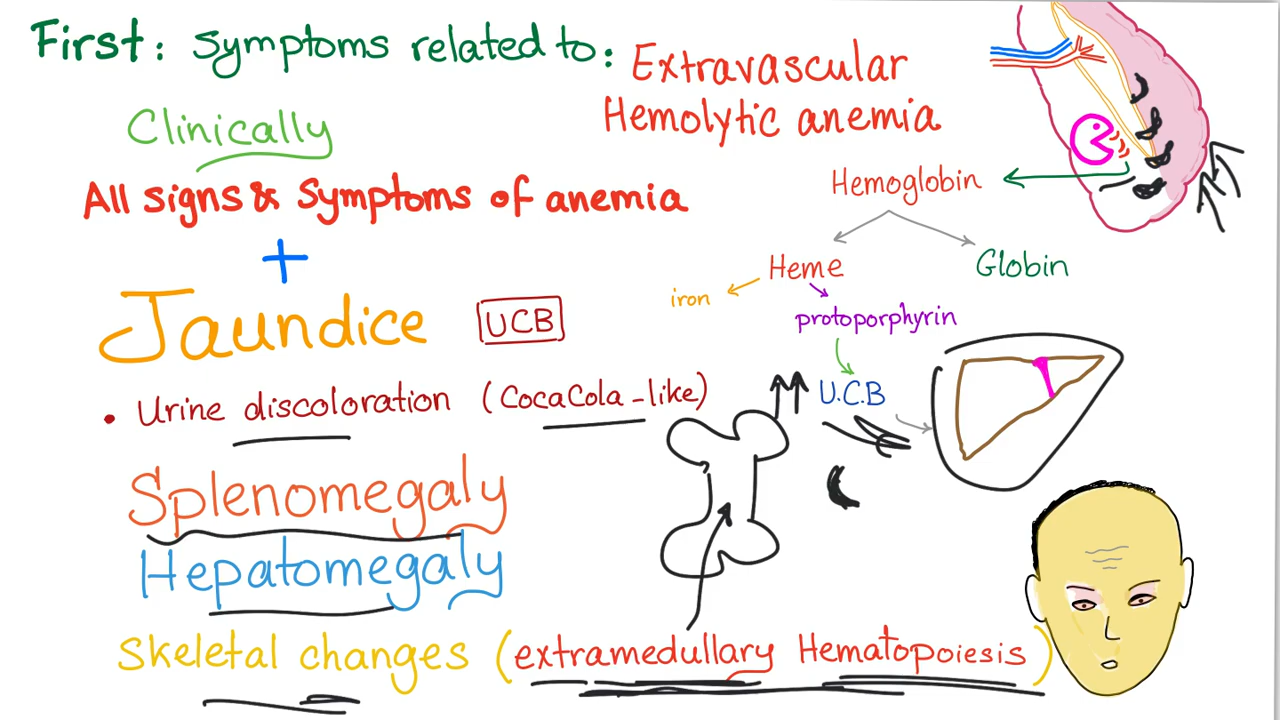 First: Symptoms related to:
Extravascular
Hemolytic anemia
Clinically
All signs & Symptoms of anemia
+
Jaundice
UCB
• Urine discoloration (CocaCola-like)
Splenomegaly
Hepatomegaly
Skeletal changes (extramedullary Hematopoiesis)
Hemoglobin
Heme
Globin
iron
protoporphyrin
U.C.B